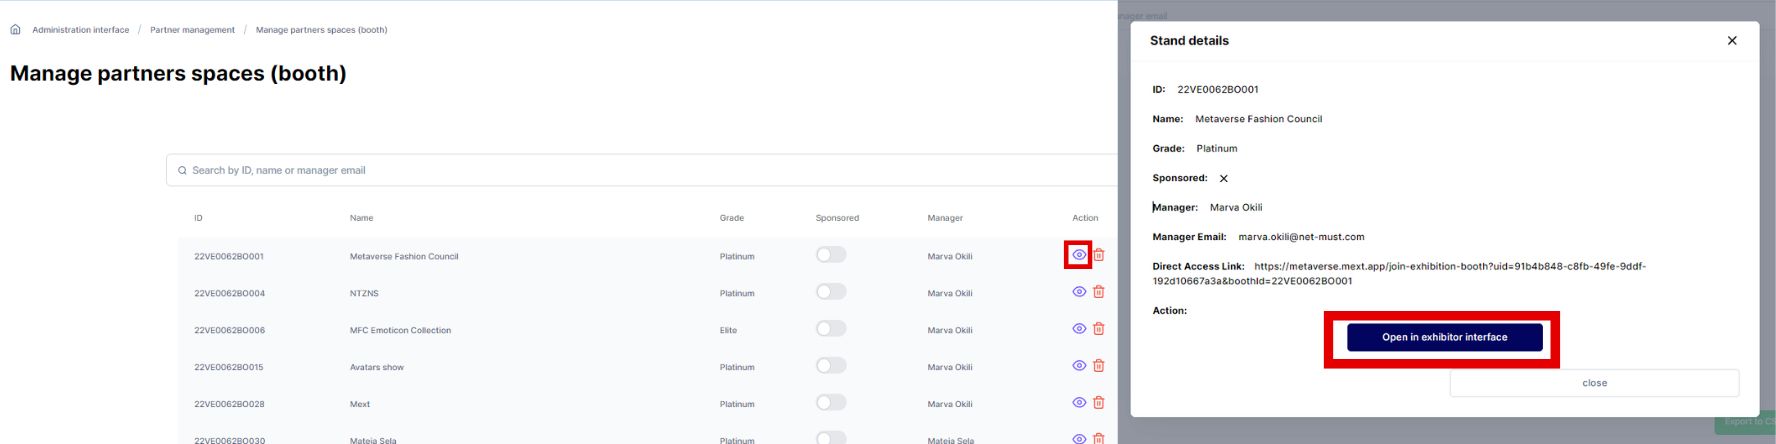 Administration interface / Partner management / Manage partners spaces (booth)
Manage partners spaces (booth)
Search by ID, name or manager email
ID Name Grade Sponsored Manager Action
22VE0062BO001 Metaverse Fashion Council Platinum Marva Okili
22VE0062BO004 NTZNS Platinum Marva Okili
22VE0062BO006 MFC Emoticon Collection Elite Marva Okili
22VE0062BO015 Avatars show Platinum Marva Okili
22VE0062BO028 Mext Platinum Marva Okili
22VE0062BO030 Mateja Sela Platinum Mateja Sela
email
Stand details
ID: 22VE0062BO001
Name: Metaverse Fashion Council
Grade: Platinum
Sponsored:
Manager: Marva Okili
Manager Email: marva.okili@net-must.com
Direct Access Link: https://metaverse.mext.app/join-exhibition-booth?uid=91b4b848-c8fb-49fe-9ddf-
192d10667a3a&boothId=22VE0062BO001
Action:
Open in exhibitor interface
close
Export to CS